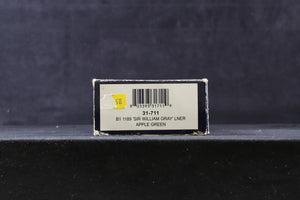 31-711
B1 1189 'SIR WILLIAM GRAY' LNER
APPLE GREEN